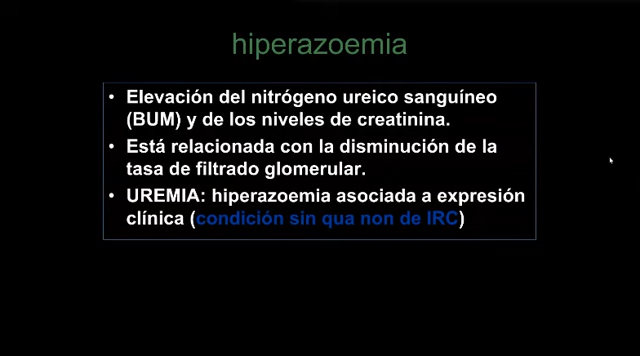 hiperazoemia
• Elevación del nitrógeno ureico sanguíneo
(BUM) y de los niveles de creatinina.
• Está relacionada con la disminución de la
tasa de filtrado glomerular.
• UREMIA: hiperazoemia asociada a expresión
clínica (condición sin qua non de IRC)